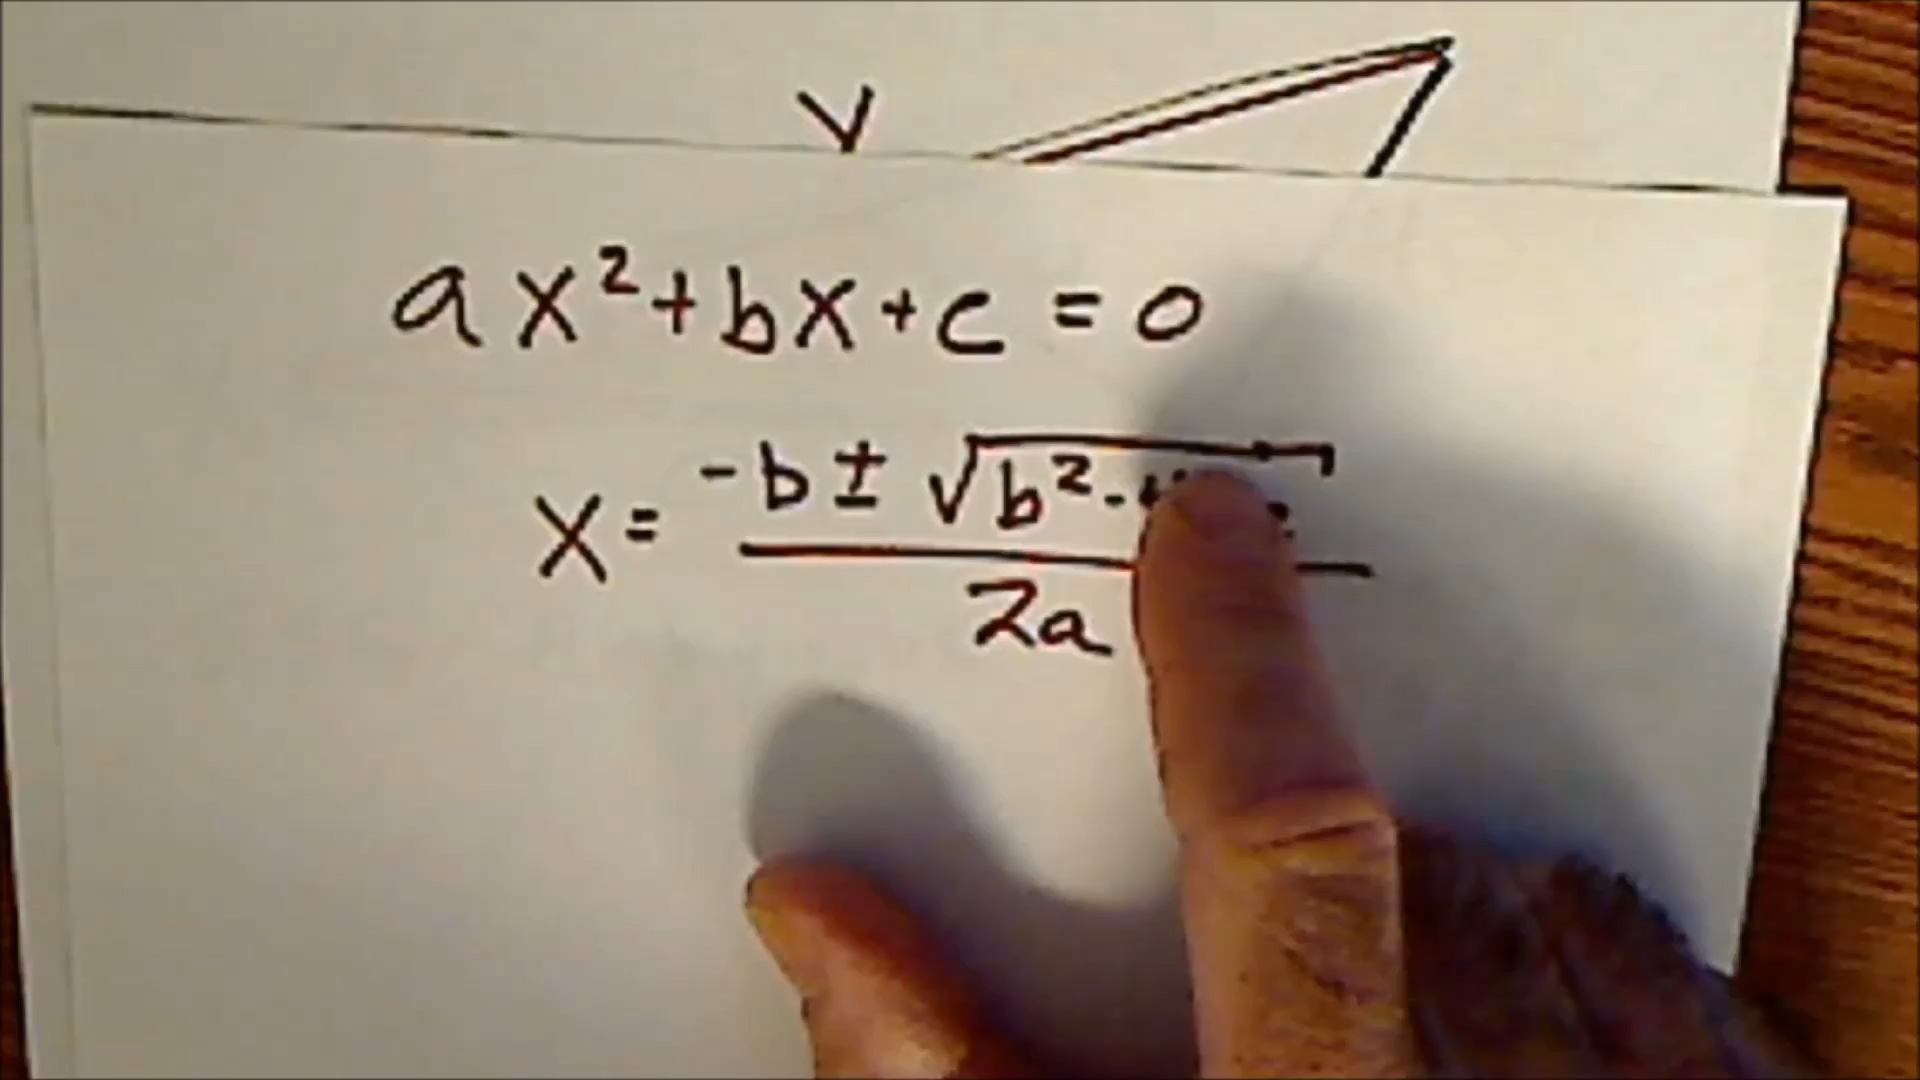 V
ax²+bx+c=0
x= -b ± √b²-
2a